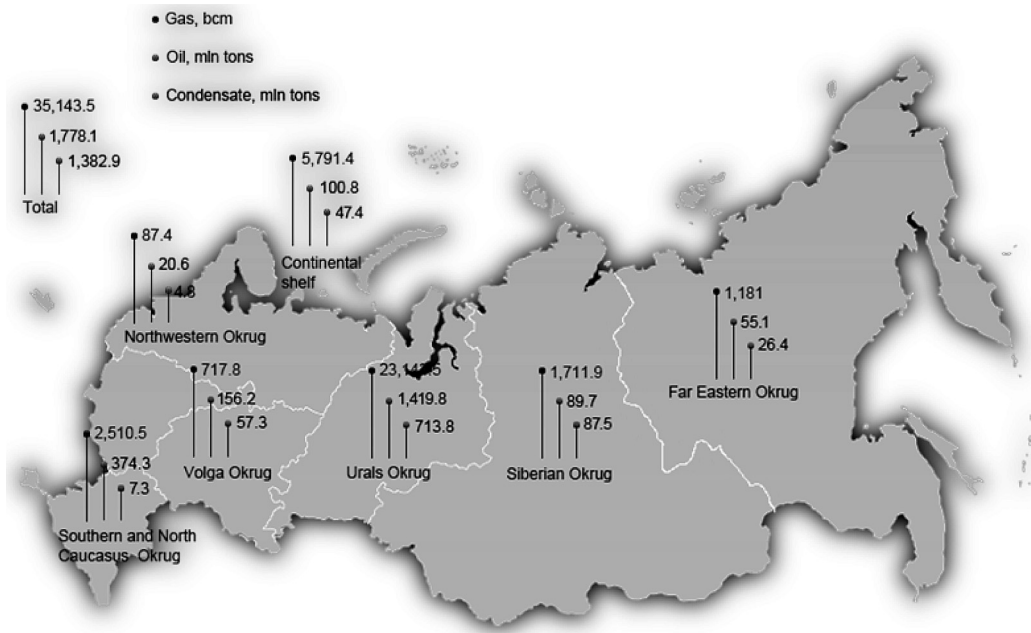 Gas, bcm
Oil, mln tons
Condensate, mln tons
35,143.5
1,778.1
1,382.9
Total
5,791.4
100.8
47.4
Continental
shelf
87.4
20.6
4.8
Northwestern Okrug
717.8
156.2
57.3
Volga Okrug
2,510.5
374.3
7.3
Southern and North
Caucasus Okrug
23,143.5
1,419.8
713.8
Urals Okrug
1,711.9
89.7
87.5
Siberian Okrug
1,181
55.1
26.4
Far Eastern Okrug